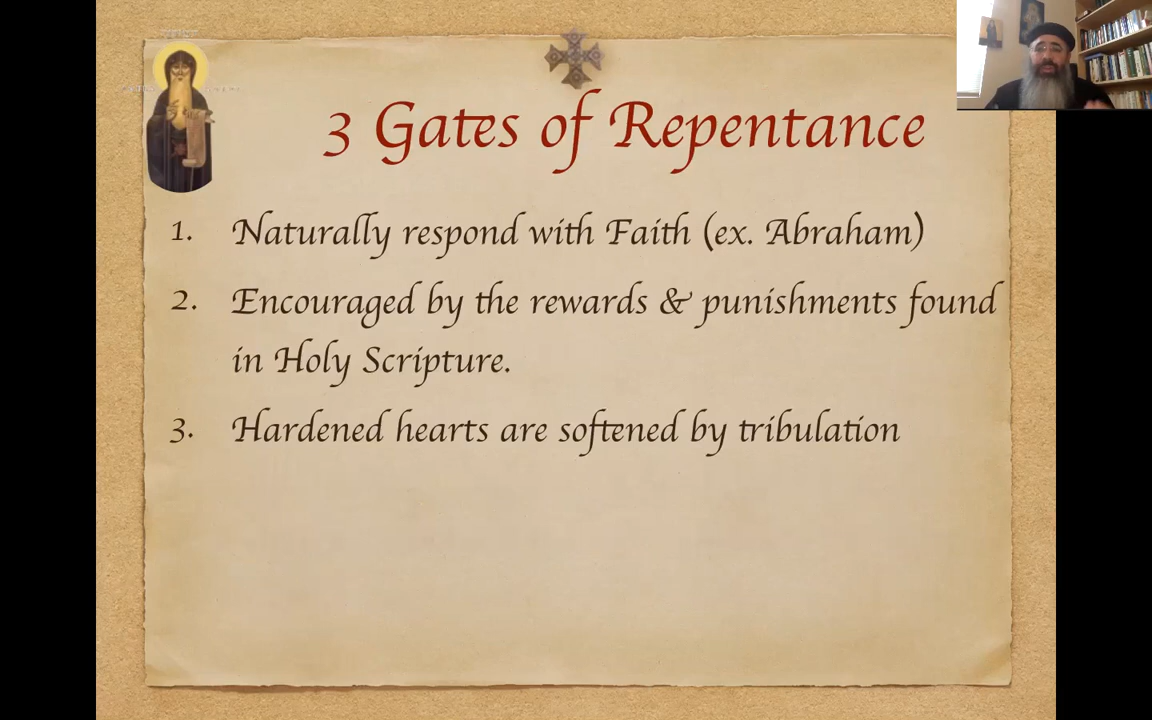 3 Gates of Repentance
1. Naturally respond with Faith (ex. Abraham)
2. Encouraged by the rewards & punishments found
in Holy Scripture.
3. Hardened hearts are softened by tribulation